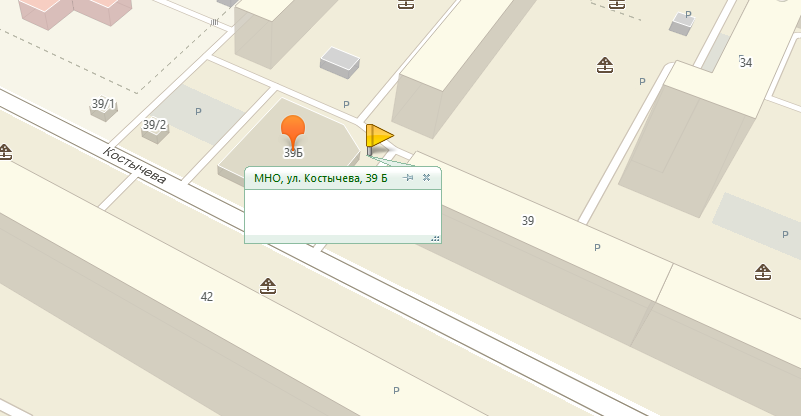 P
34
P
39/1
P
P
39/2
39Б
Костычева
МНО, ул. Костычева, 39 Б
39
P
P
42
P